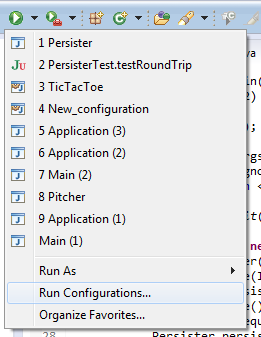 1 Persister
2 PersisterTest.testRoundTrip
3 TicTacToe
4 New_configuration
5 Application (3)
6 Application (2)
7 Main (2)
8 Pitcher
9 Application (1)
Main (1)
Run As
Run Configurations...
Organize Favorites...
28
Persister persis